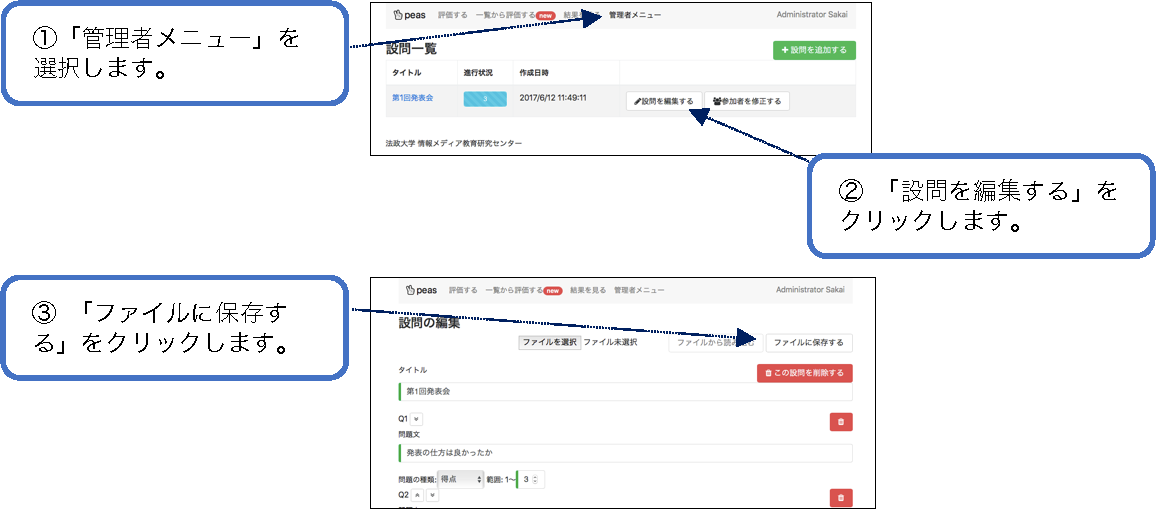 ①「管理者メニュー」を
選択します。
peas 評価する 一覧から評価する new 結果を見る 管理者メニュー Administrator Sakai
設問一覧
設問を追加する
タイトル 進行状況 作成日時
第1回発表会 3 2017/6/12 11:49:11 設問を編集する 参加者を修正する
法政大学 情報メディア教育研究センター
② 「設問を編集する」を
クリックします。
③ 「ファイルに保存す
る」をクリックします。
peas 評価する 一覧から評価する new 結果を見る 管理者メニュー Administrator Sakai
設問の編集
ファイルを選択 ファイル未選択 ファイルから読み込む ファイルに保存する
タイトル
この設問を削除する
第1回発表会
Q1
問題文
発表の仕方は良かったか
問題の種類: 得点 範囲: 1〜 3
Q2